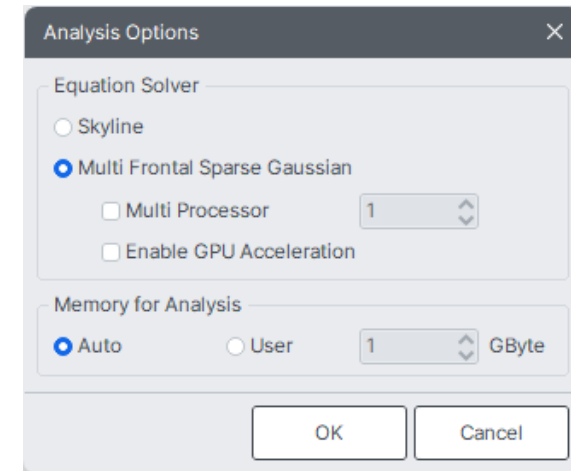 Analysis Options
Equation Solver
Skyline
Multi Frontal Sparse Gaussian
Multi Processor 1
Enable GPU Acceleration
Memory for Analysis
Auto User 1 GByte
OK Cancel